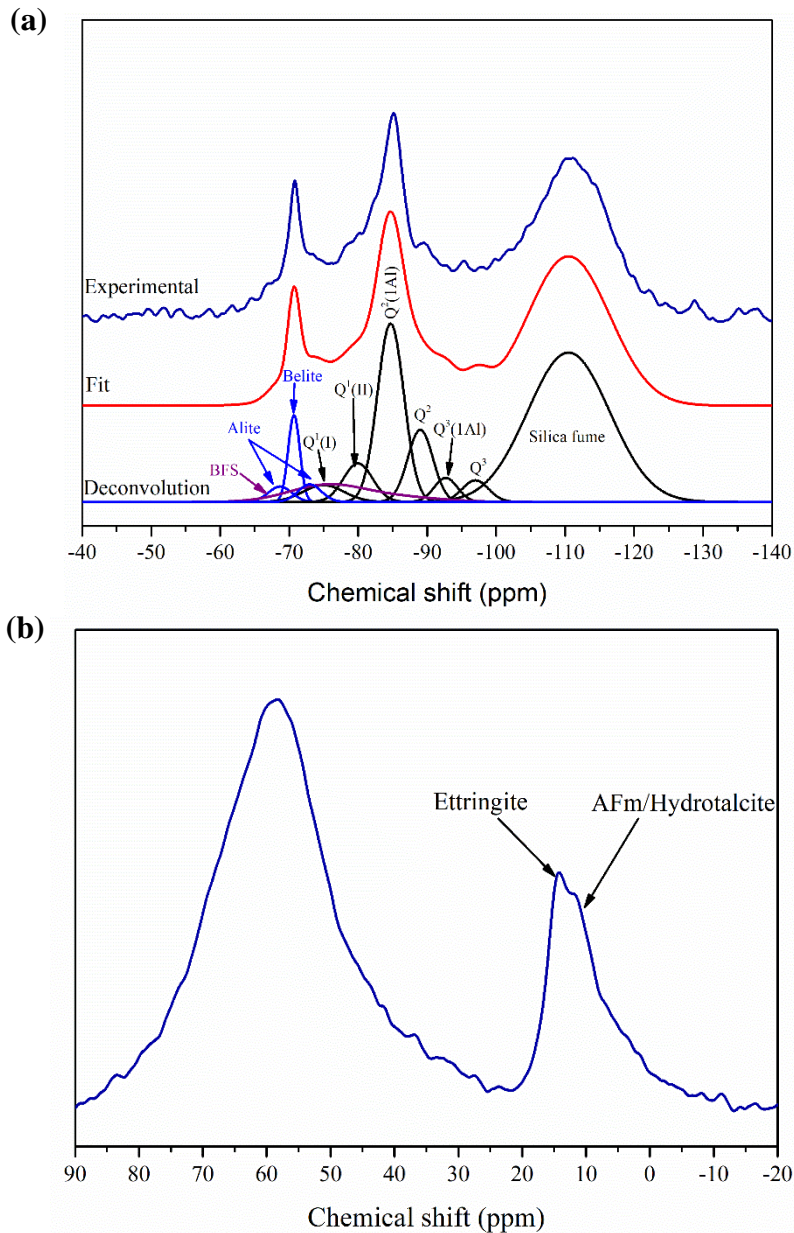 (a)
Experimental
Fit
Deconvolution
BFS
Alite
Belite
Q¹(I)
Q¹(II)
Q²(1Al)
Q²
Q³(1Al)
Q³
Silica fume
-40 -50 -60 -70 -80 -90 -100 -110 -120 -130 -140
Chemical shift (ppm)
(b)
Ettringite
AFm/Hydrotalcite
90 80 70 60 50 40 30 20 10 0 -10 -20
Chemical shift (ppm)